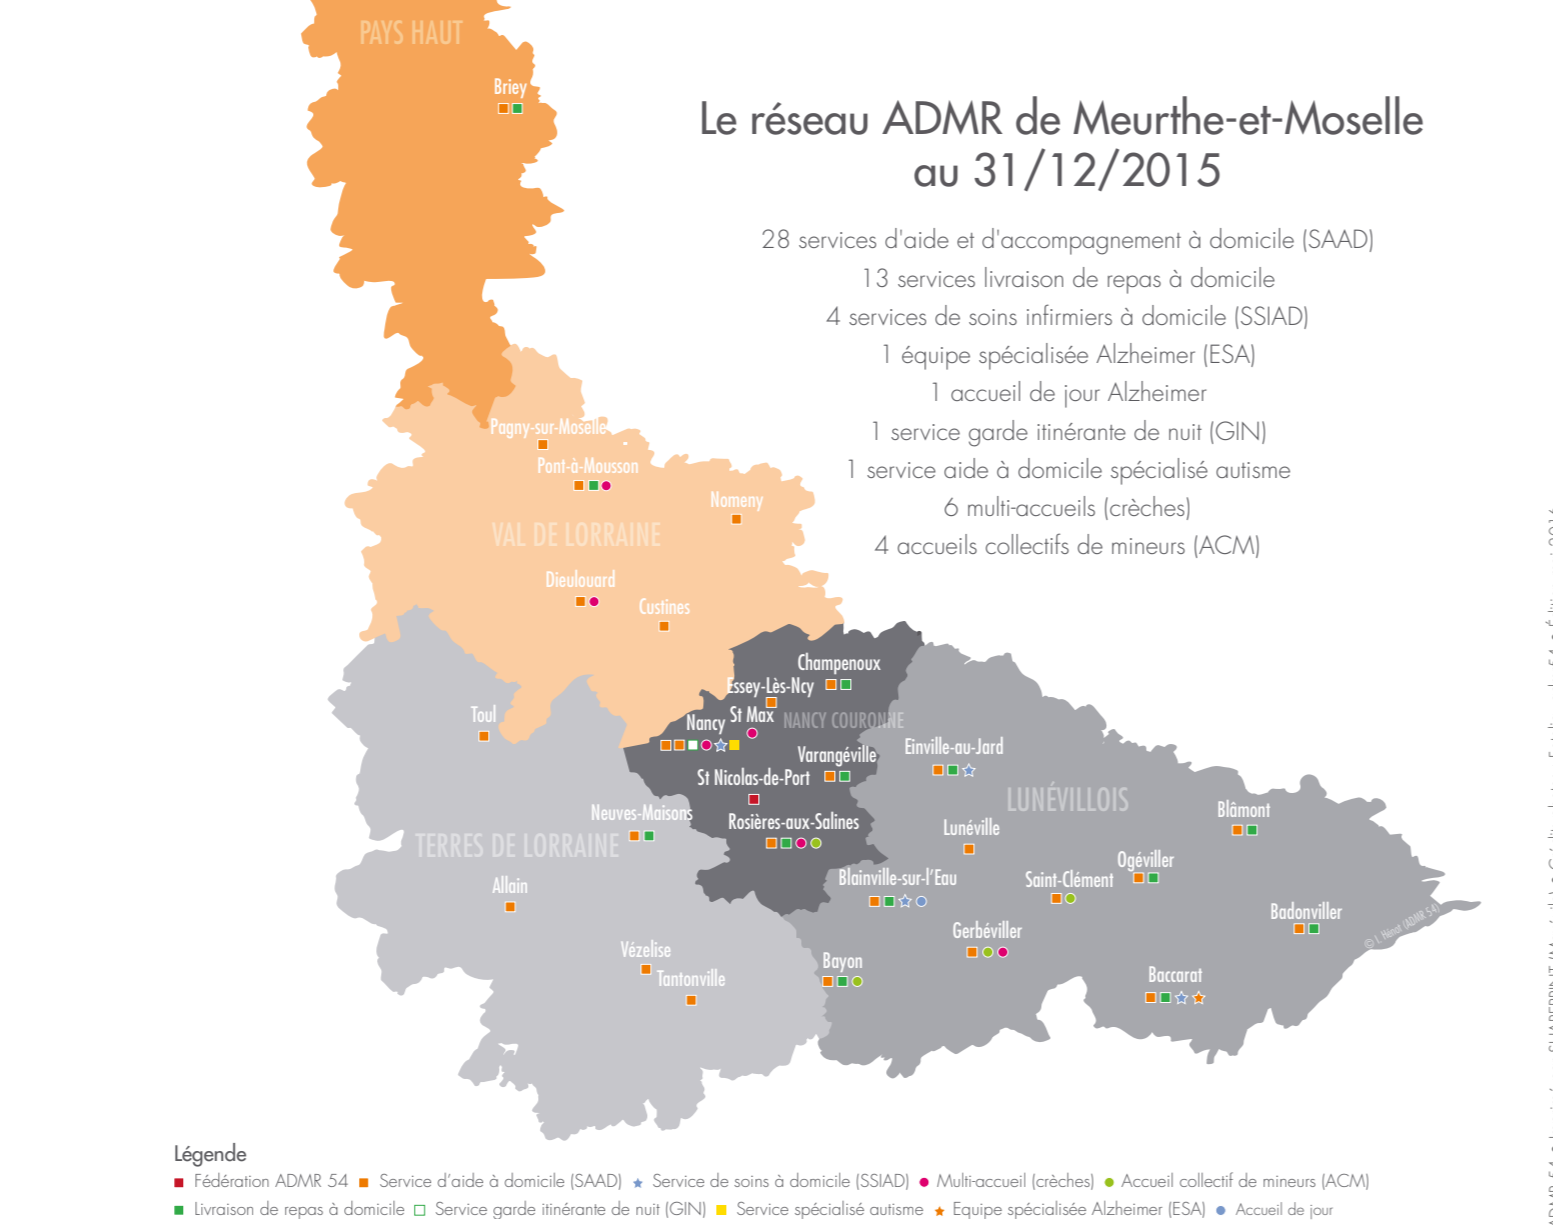 PAYS HAUT
Briey
Le réseau ADMR de Meurthe-et-Moselle
au 31/12/2015
28 services d'aide et d'accompagnement à domicile (SAAD)
13 services livraison de repas à domicile
4 services de soins infirmiers à domicile (SSIAD)
1 équipe spécialisée Alzheimer (ESA)
1 accueil de jour Alzheimer
1 service garde itinérante de nuit (GIN)
1 service aide à domicile spécialisé autisme
6 multi-accueils (crèches)
4 accueils collectifs de mineurs (ACM)
Pagny-sur-Moselle
Pont-à-Mousson
Nomeny
VAL DE LORRAINE
Dieulouard
Custines
Champenoux
Essey-Lès-Ncy
Toul
Nancy
St Max
NANCY COURONNE
Varangéville
Einville-au-Jard
St Nicolas-de-Port
LUNÉVILLOIS
Neuves-Maisons
Rosières-aux-Salines
Lunéville
Blâmont
TERRES DE LORRAINE
Ogéviller
Allain
Blainville-sur-l'Eau
Saint-Clément
Badonviller
© L. Hénot (ADMR 54)
Gerbéviller
Vézelise
Bayon
Baccarat
Tantonville
Légende
Fédération ADMR 54 Service d'aide à domicile (SAAD) Service de soins à domicile (SSIAD) Multi-accueil (crèches) Accueil collectif de mineurs (ACM)
Livraison de repas à domicile Service garde itinérante de nuit (GIN) Service spécialisé autisme Equipe spécialisée Alzheimer (ESA) Accueil de jour